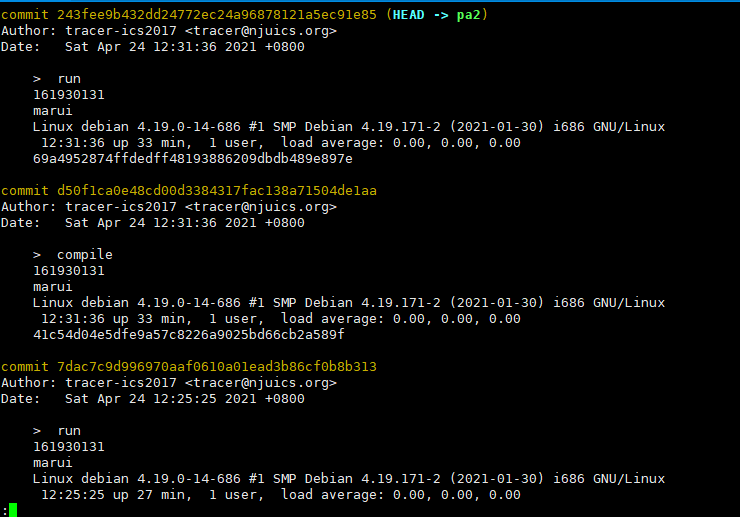 commit 243fee9b432dd24772ec24a96878121a5ec91e85 (HEAD -> pa2)
Author: tracer-ics2017 <tracer@njuics.org>
Date:   Sat Apr 24 12:31:36 2021 +0800
    >  run
    161930131
    marui
    Linux debian 4.19.0-14-686 #1 SMP Debian 4.19.171-2 (2021-01-30) i686 GNU/Linux
     12:31:36 up 33 min,  1 user,  load average: 0.00, 0.00, 0.00
    69a4952874ffdedff48193886209dbdb489e897e
commit d50f1ca0e48cd00d3384317fac138a71504de1aa
Author: tracer-ics2017 <tracer@njuics.org>
Date:   Sat Apr 24 12:31:36 2021 +0800
    >  compile
    161930131
    marui
    Linux debian 4.19.0-14-686 #1 SMP Debian 4.19.171-2 (2021-01-30) i686 GNU/Linux
     12:31:36 up 33 min,  1 user,  load average: 0.00, 0.00, 0.00
    41c54d04e5dfe9a57c8226a9025bd66cb2a589f
commit 7dac7c9d996970aaf0610a01ead3b86cf0b8b313
Author: tracer-ics2017 <tracer@njuics.org>
Date:   Sat Apr 24 12:25:25 2021 +0800
    >  run
    161930131
    marui
    Linux debian 4.19.0-14-686 #1 SMP Debian 4.19.171-2 (2021-01-30) i686 GNU/Linux
     12:25:25 up 27 min,  1 user,  load average: 0.00, 0.00, 0.00
: